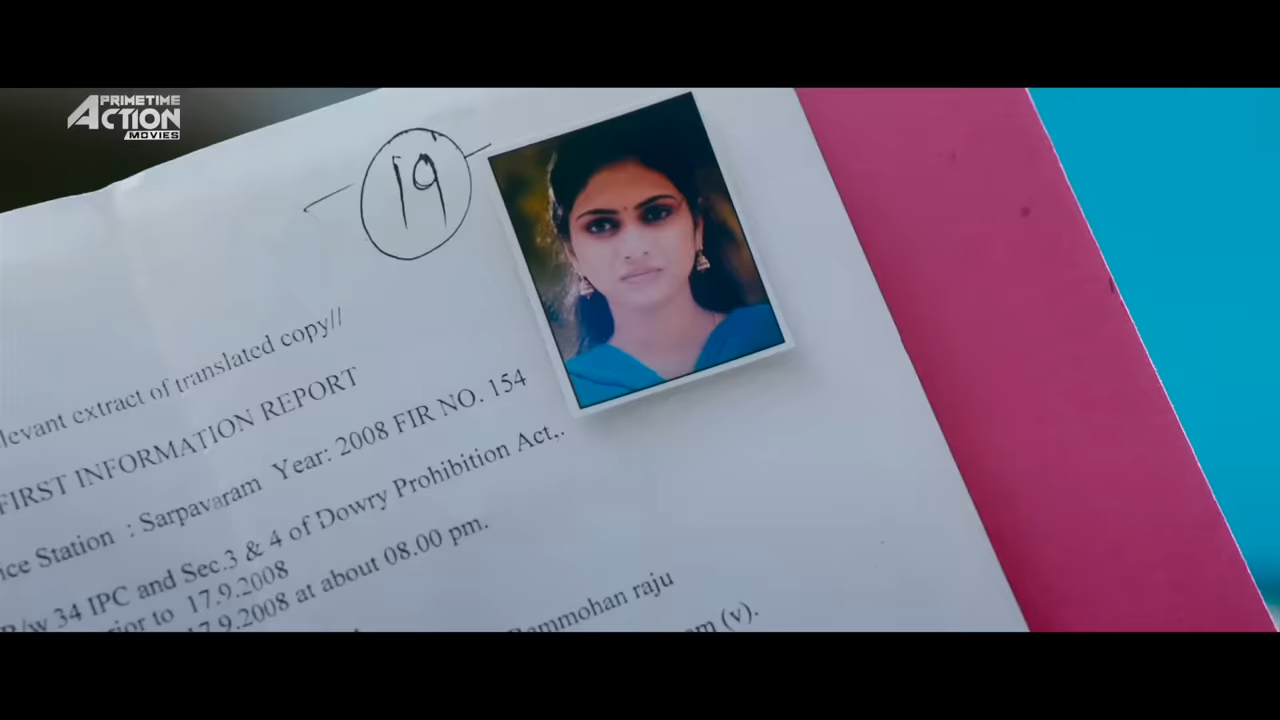 PRIMETIME
ACTION
MOVIES
19
extract of translated copy//
FIRST INFORMATION REPORT
Station : Sarpavaram Year: 2008 FIR NO. 154
34 IPC and Sec.3 & 4 of Dowry Prohibition Act,.
to 17.9.2008
17.9.2008 at about 08.00 pm.
Rammohan raju
(v).